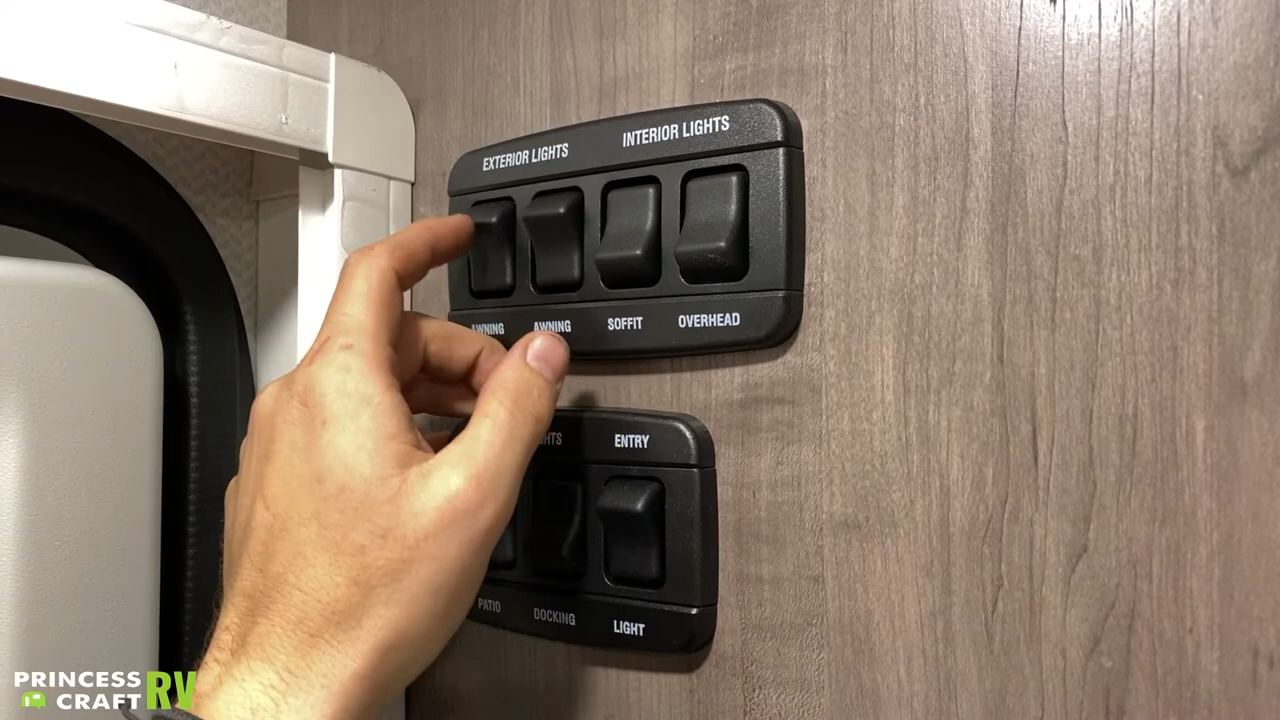 EXTERIOR LIGHTS INTERIOR LIGHTS
AWNING AWNING SOFFIT OVERHEAD
ENTRY
PATIO DOCKING LIGHT
PRINCESS
CRAFT RV